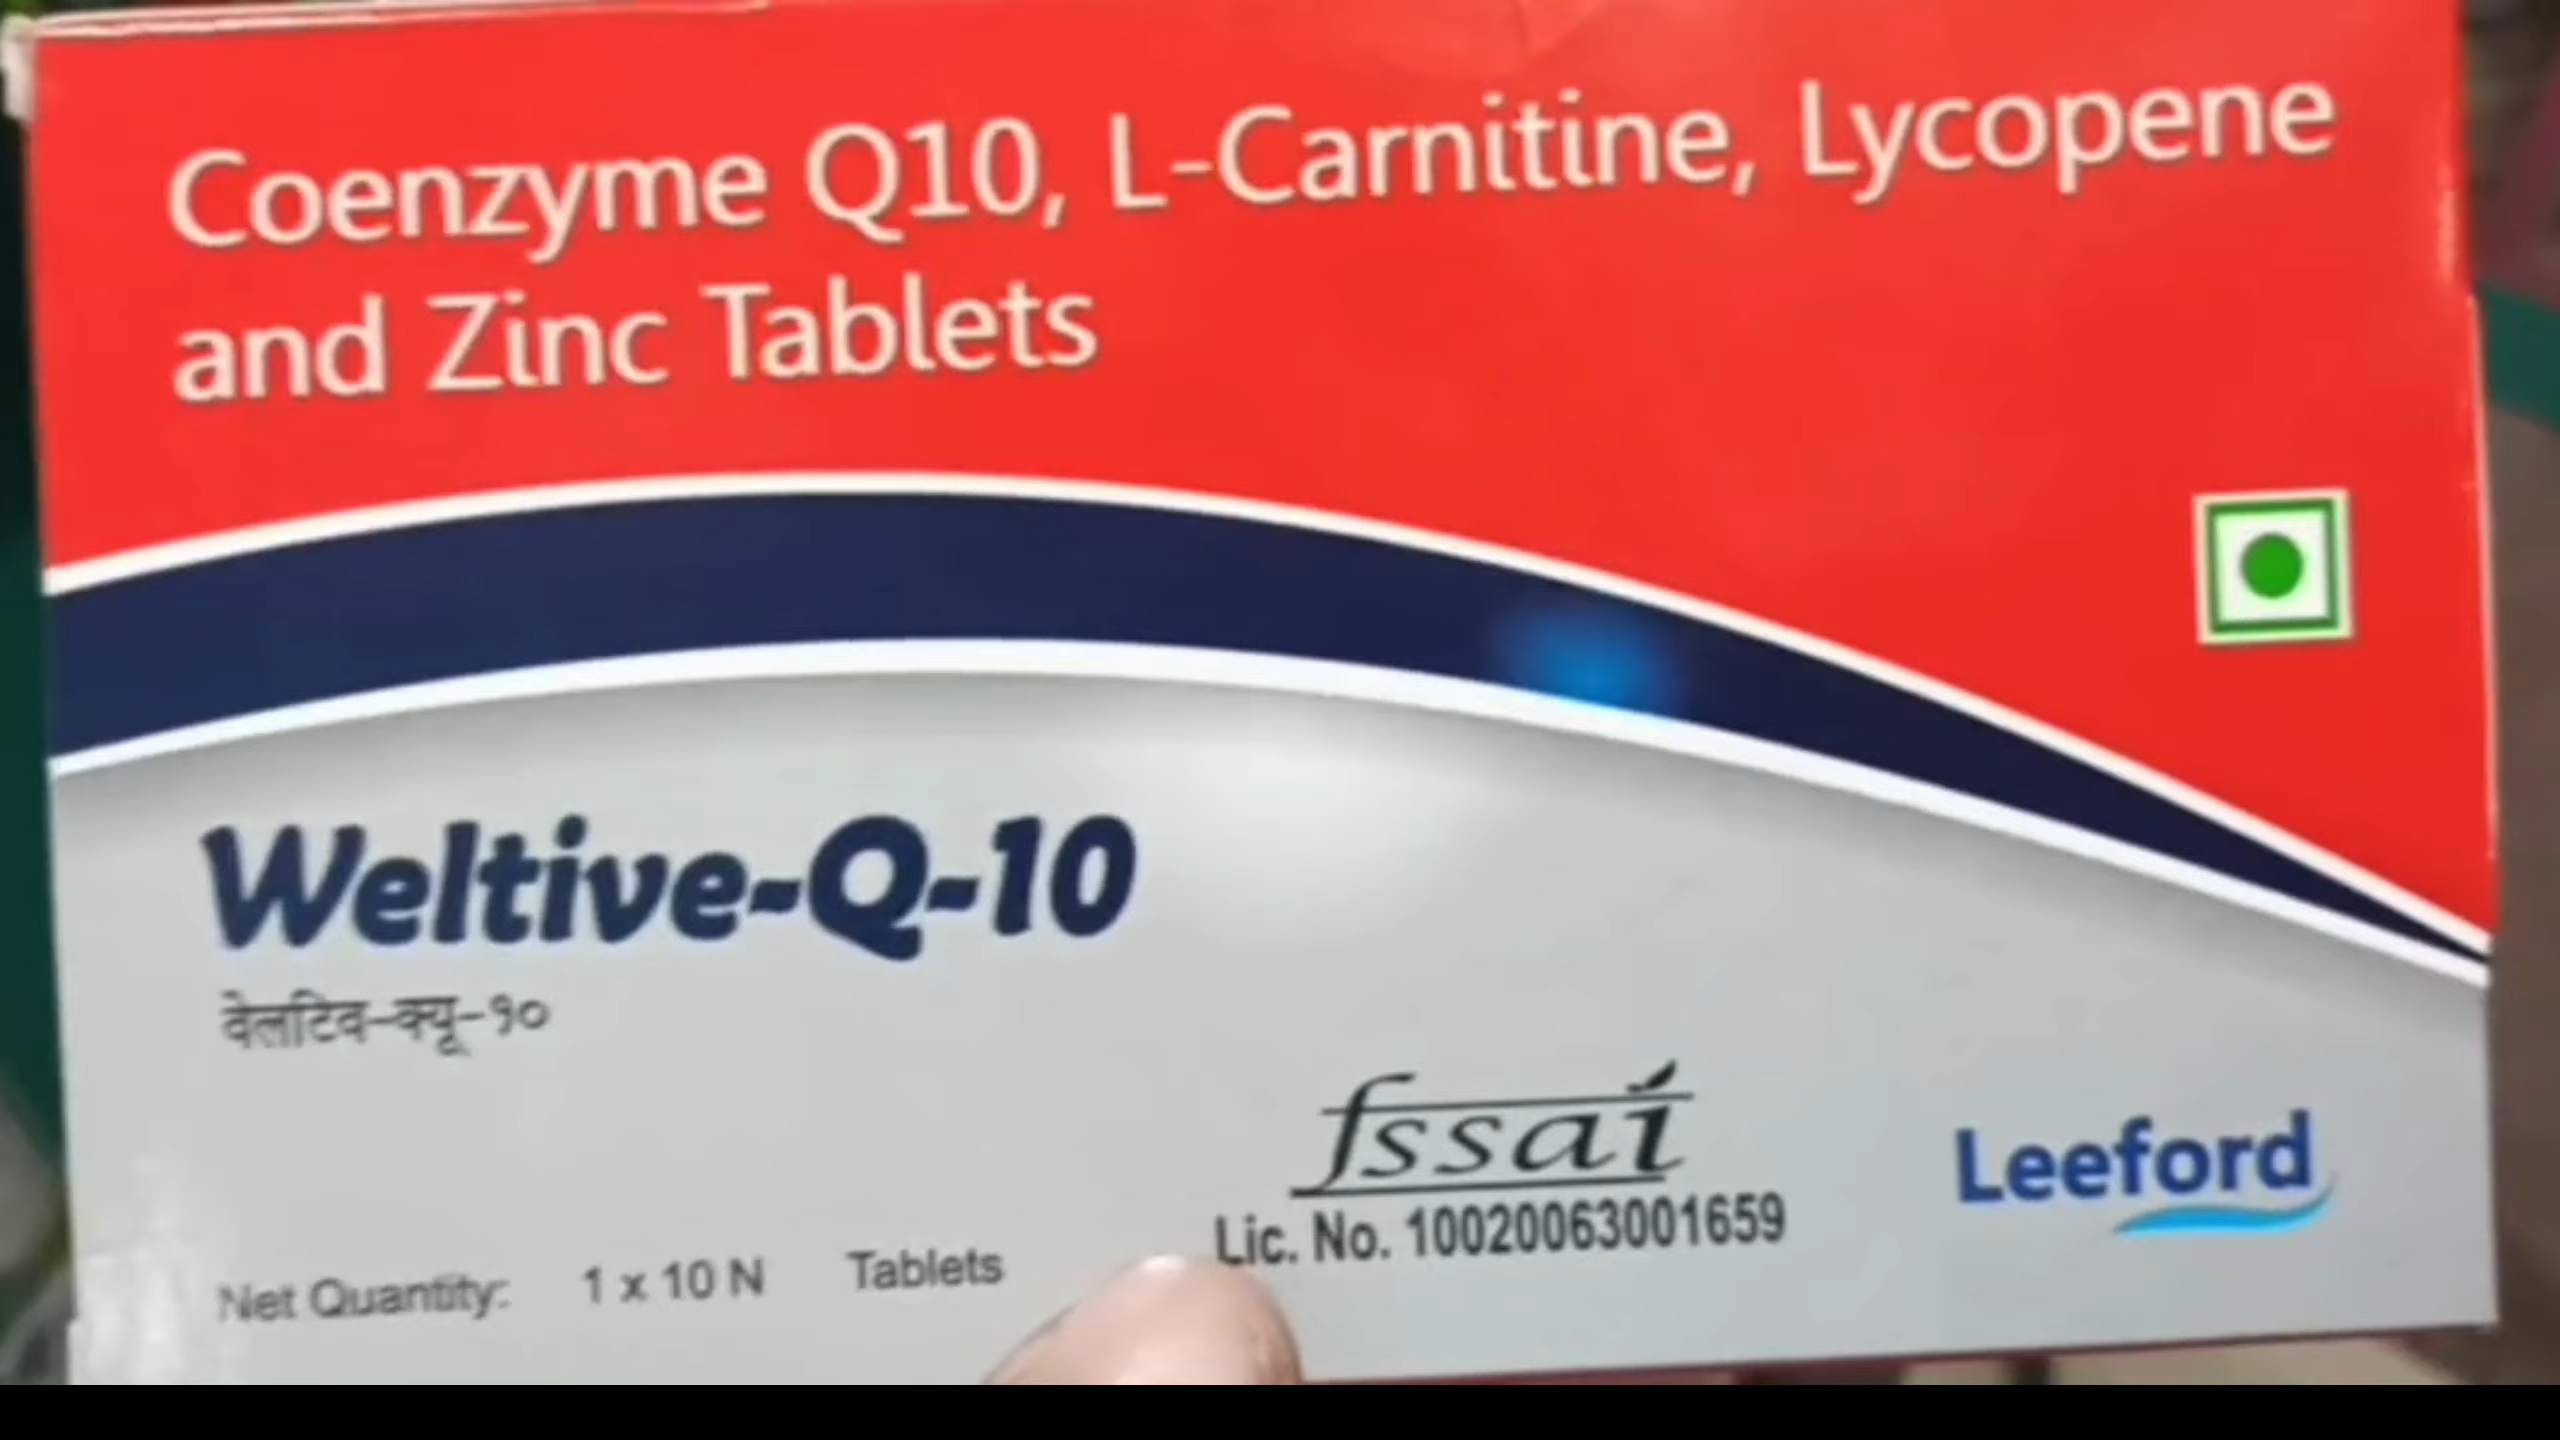 Coenzyme Q10, L-Carnitine, Lycopene
and Zinc Tablets
Weltive-Q-10
वेलटिव-क्यू-१०
fssai
Lic. No. 10020063001659
Leeford
Net Quantity: 1 x 10 N Tablets